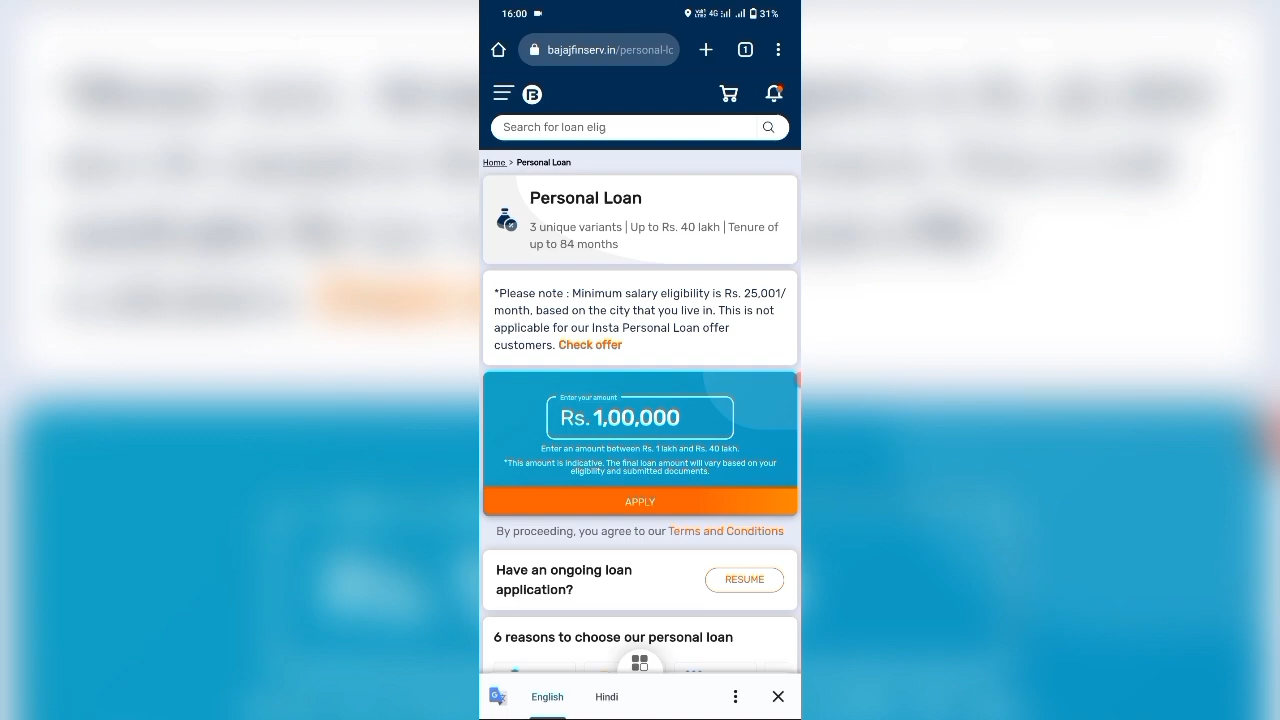 16:00 4G 31%
bajajfinserv.in/personal-lc 1
Search for loan elig
Home > Personal Loan
Personal Loan
3 unique variants | Up to Rs. 40 lakh | Tenure of
up to 84 months
*Please note : Minimum salary eligibility is Rs. 25,001/
month, based on the city that you live in. This is not
applicable for our Insta Personal Loan offer
customers. Check offer
Enter your amount
Rs. 1,00,000
Enter an amount between Rs. 1 lakh and Rs. 40 lakh.
*This amount is indicative. The final loan amount will vary based on your
eligibility and submitted documents.
APPLY
By proceeding, you agree to our Terms and Conditions
Have an ongoing loan
application?
RESUME
6 reasons to choose our personal loan
English Hindi